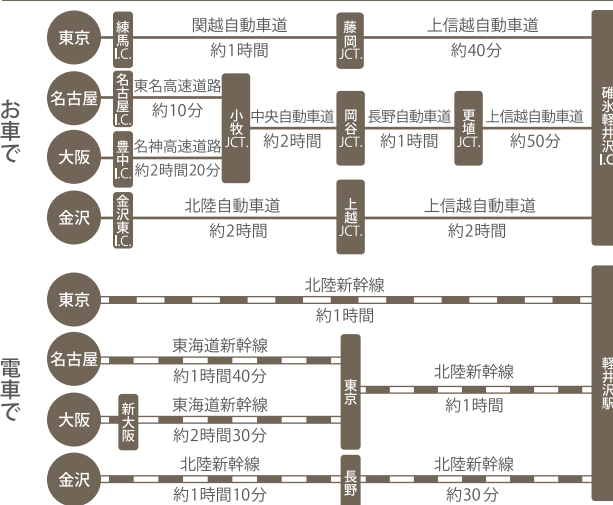 お車で
東京
練馬I.C.
関越自動車道
約1時間
藤岡JCT.
上信越自動車道
約40分
名古屋
名古屋I.C.
東名高速道路
約10分
大阪
豊中I.C.
名神高速道路
約2時間20分
小牧JCT.
中央自動車道
約2時間
岡谷JCT.
長野自動車道
約1時間
更埴JCT.
上信越自動車道
約50分
金沢
金沢東I.C.
北陸自動車道
約2時間
上越JCT.
上信越自動車道
約2時間
碓氷軽井沢I.C
電車で
東京
北陸新幹線
約1時間
名古屋
東海道新幹線
約1時間40分
大阪
新大阪
東海道新幹線
約2時間30分
東京
北陸新幹線
約1時間
金沢
北陸新幹線
約1時間10分
長野
北陸新幹線
約30分
軽井沢駅